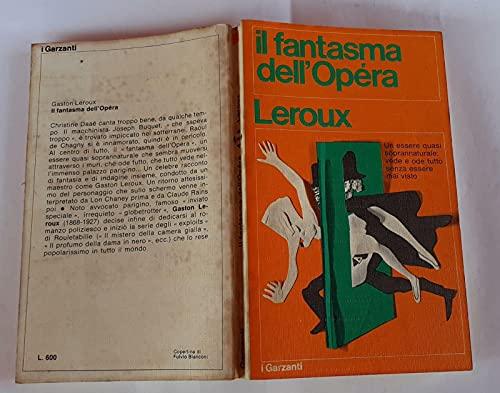 i Garzanti
Gaston Leroux
Il fantasma dell'Opéra
Christine Daaé canta troppo bene, da qualche tem-
po. Il macchinista Joseph Buquet, « che sapeva
troppo », è trovato impiccato nei sotterranei. Raoul
de Chagny si è innamorato, quindi è in pericolo.
Al centro di tutto, il « fantasma dell'Opéra », un
essere quasi soprannaturale che sembra muoversi
attraverso i muri, che ode tutto, che tutto vede nel-
l'immenso palazzo parigino... Un celebre racconto
di fantasia e di indagine insieme, condotto da un
maestro come Gaston Leroux. Un ritorno attesissi-
mo del personaggio che sullo schermo venne in-
terpretato da Lon Chaney prima e da Claude Rains
poi ● Noto avvocato parigino, famoso « inviato
speciale », irrequieto « globetrotter », Gaston Le-
roux (1868-1927) decise infine di dedicarsi al ro-
manzo poliziesco e iniziò la serie degli « exploits »
di Rouletabille (« Il mistero della camera gialla »,
« Il profumo della dama in nero », ecc.) che lo rese
popolarissimo in tutto il mondo.
L. 600
Copertina di
Fulvio Bianconi
il fantasma
dell'Opéra
Leroux
Un essere quasi
soprannaturale:
vede e ode tutto
senza essere
mai visto
i Garzanti